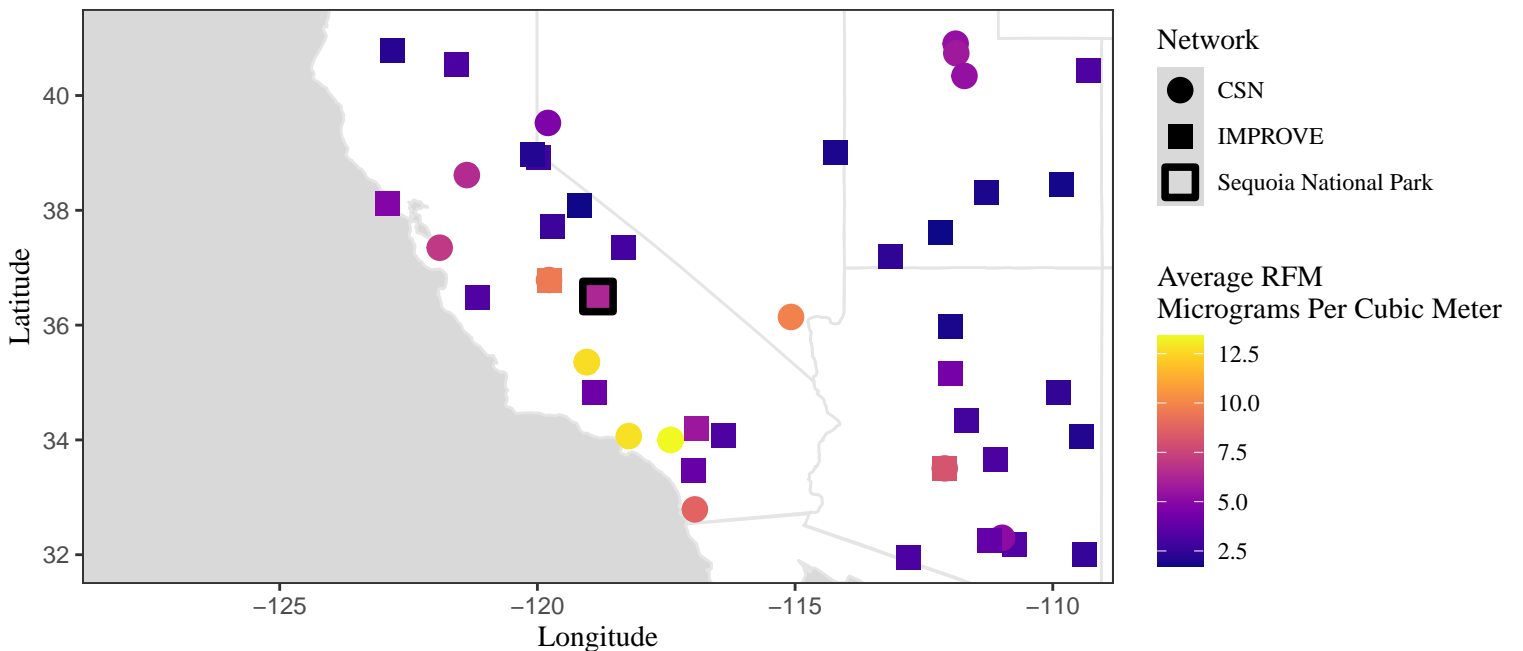 40
38
36
34
32
Latitude
−125
−120
−115
−110
Longitude
Network
CSN
IMPROVE
Sequoia National Park
Average RFM
Micrograms Per Cubic Meter
12.5
10.0
7.5
5.0
2.5